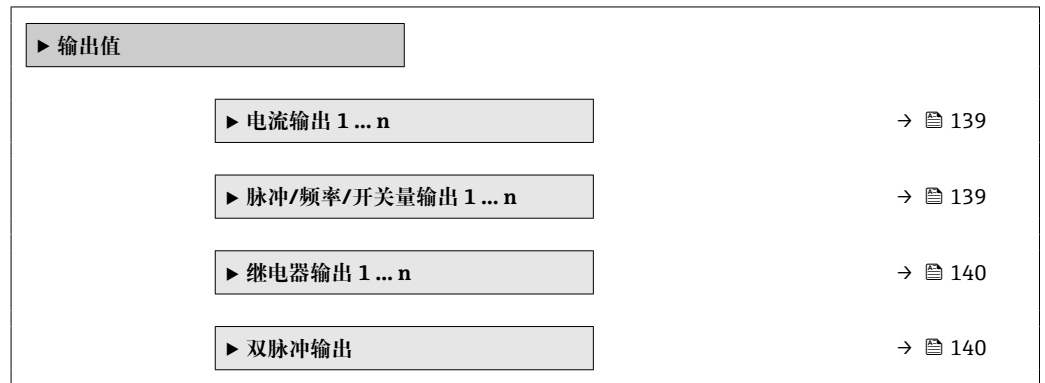 ▶ 输出值
▶ 电流输出 1 … n → 139
▶ 脉冲/频率/开关量输出 1 … n → 139
▶ 继电器输出 1 … n → 140
▶ 双脉冲输出 → 140